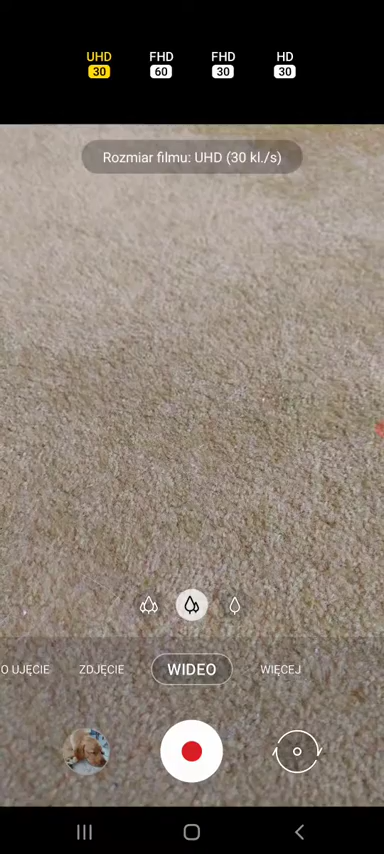 UHD FHD FHD HD
30 60 30 30
Rozmiar filmu: UHD (30 kl./s)
O UJĘCIE ZDJĘCIE WIDEO WIĘCEJ